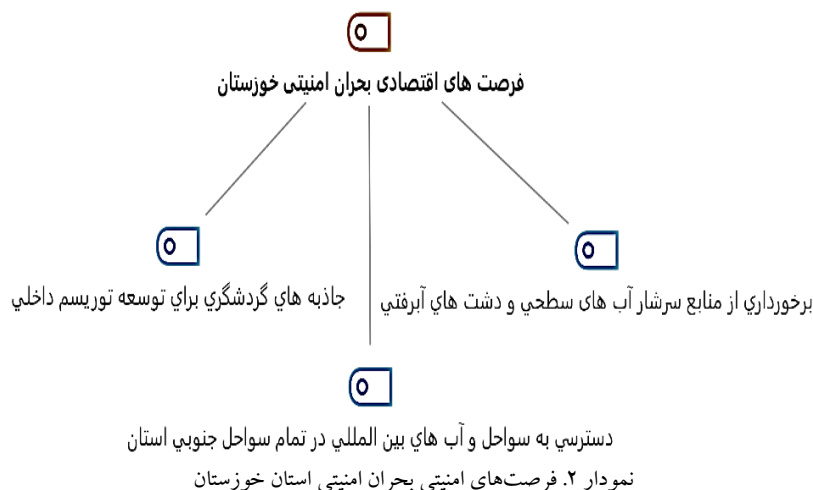 فرصت های اقتصادی بحران امنیتی خوزستان
برخورداري از منابع سرشار آب های سطحي و دشت هاي آبرفتي
جاذبه هاي گردشگري براي توسعه توريسم داخلي
دسترسي به سواحل و آب هاي بين المللي در تمام سواحل جنوبي استان
نمودار ۲. فرصت‌های امنیتی بحران امنیتی استان خوزستان